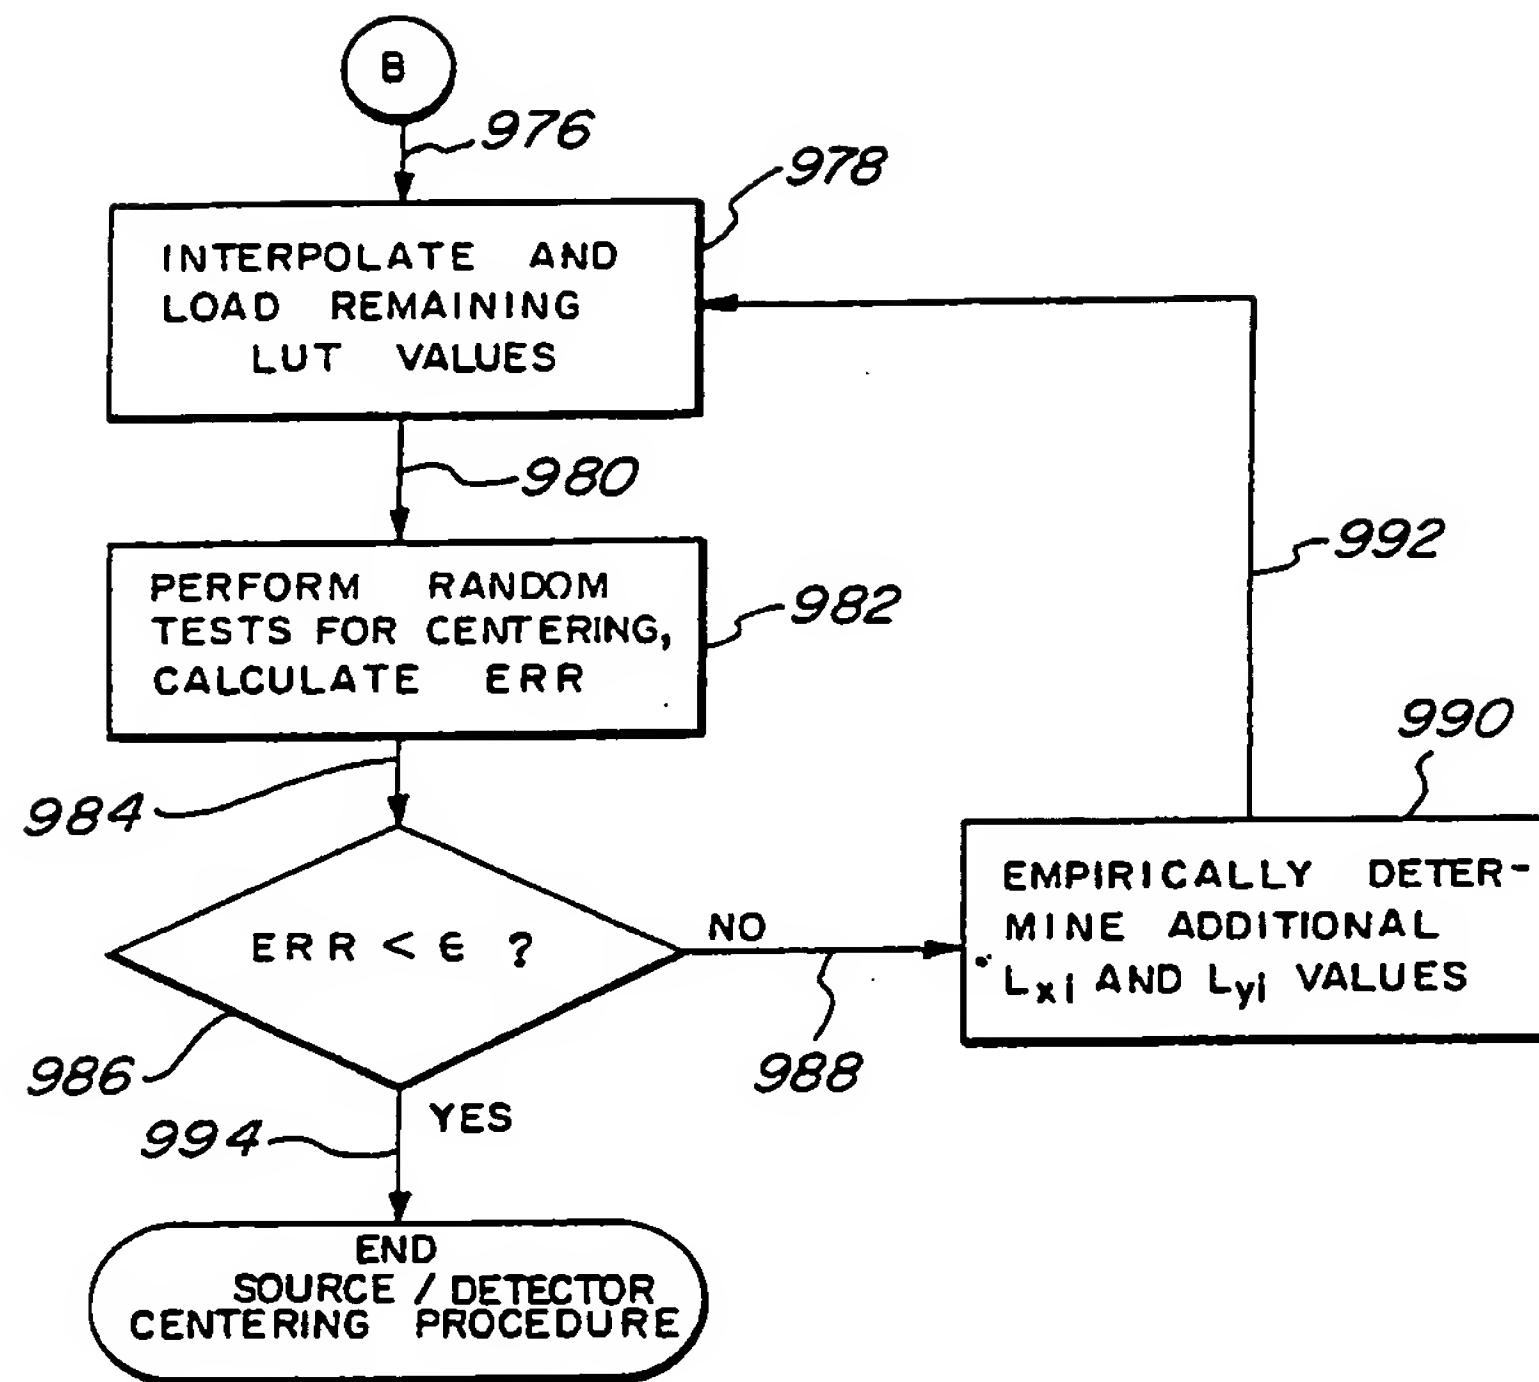 B
976
978
INTERPOLATE AND
LOAD REMAINING
LUT VALUES
980
992
PERFORM RANDOM
TESTS FOR CENTERING,
CALCULATE ERR
982
984
990
ERR < ϵ ?
NO
EMPIRICALLY DETER-
MINE ADDITIONAL
Lxi AND Lyi VALUES
986
988
994
YES
END
SOURCE / DETECTOR
CENTERING PROCEDURE